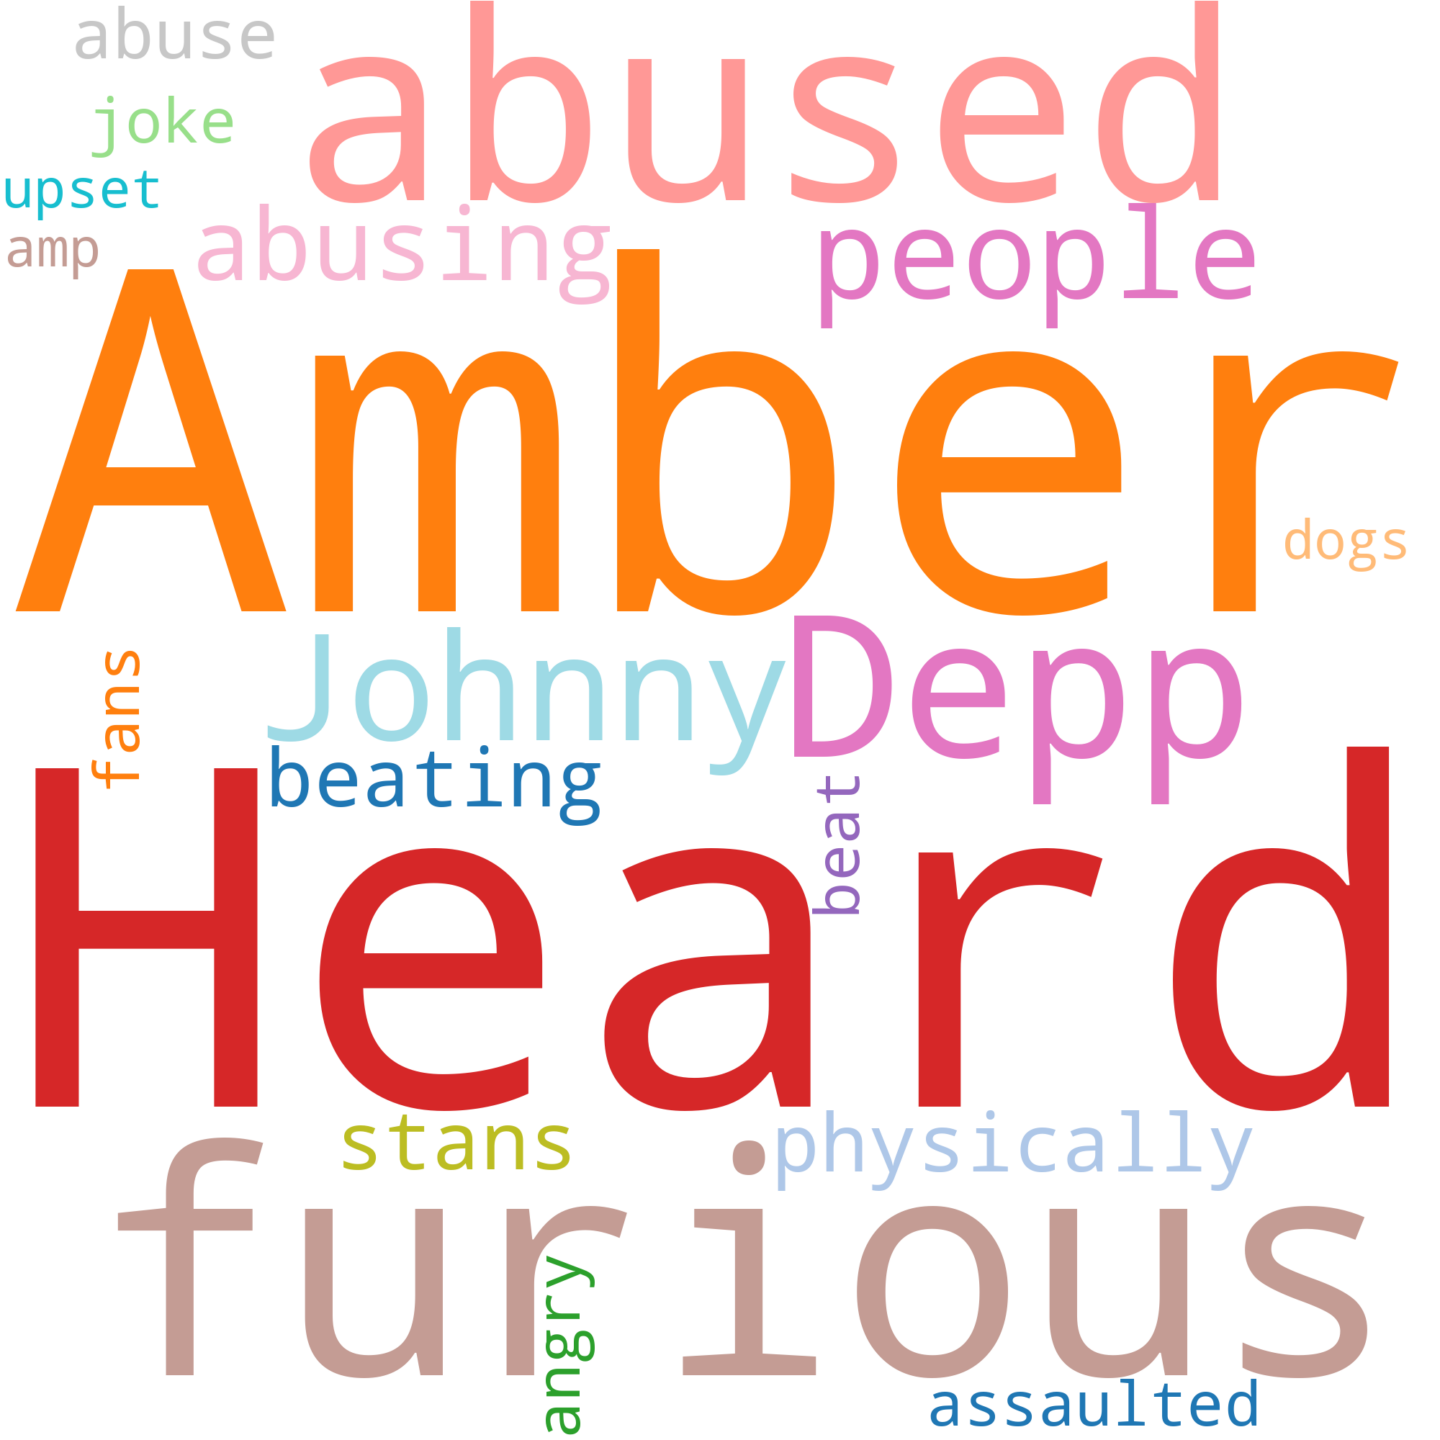 abuse
abused
joke
upset
amp
abusing
people
Amber
dogs
fans
Johnny
Depp
beating
beat
Heard
stans
physically
furious
angry
assaulted